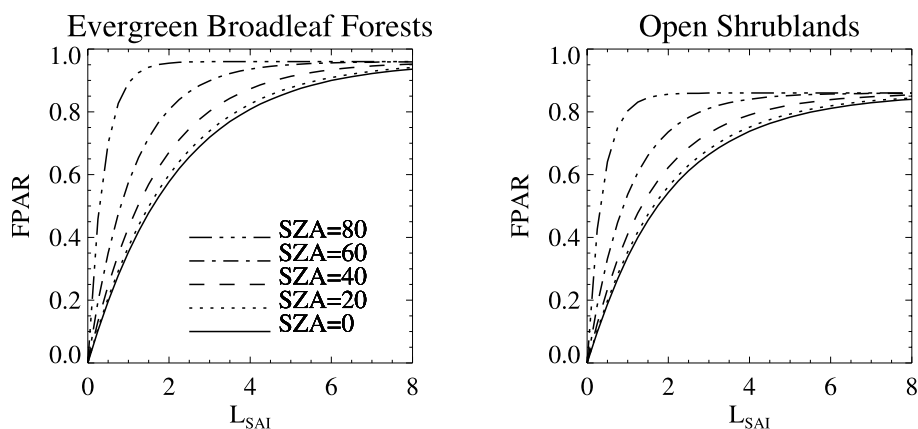 Evergreen Broadleaf Forests
1.0
0.8
0.6
0.4
0.2
0.0
FPAR
SZA=80
SZA=60
SZA=40
SZA=20
SZA=0
0 2 4 6 8
L_SAI
Open Shrublands
1.0
0.8
0.6
0.4
0.2
0.0
FPAR
0 2 4 6 8
L_SAI